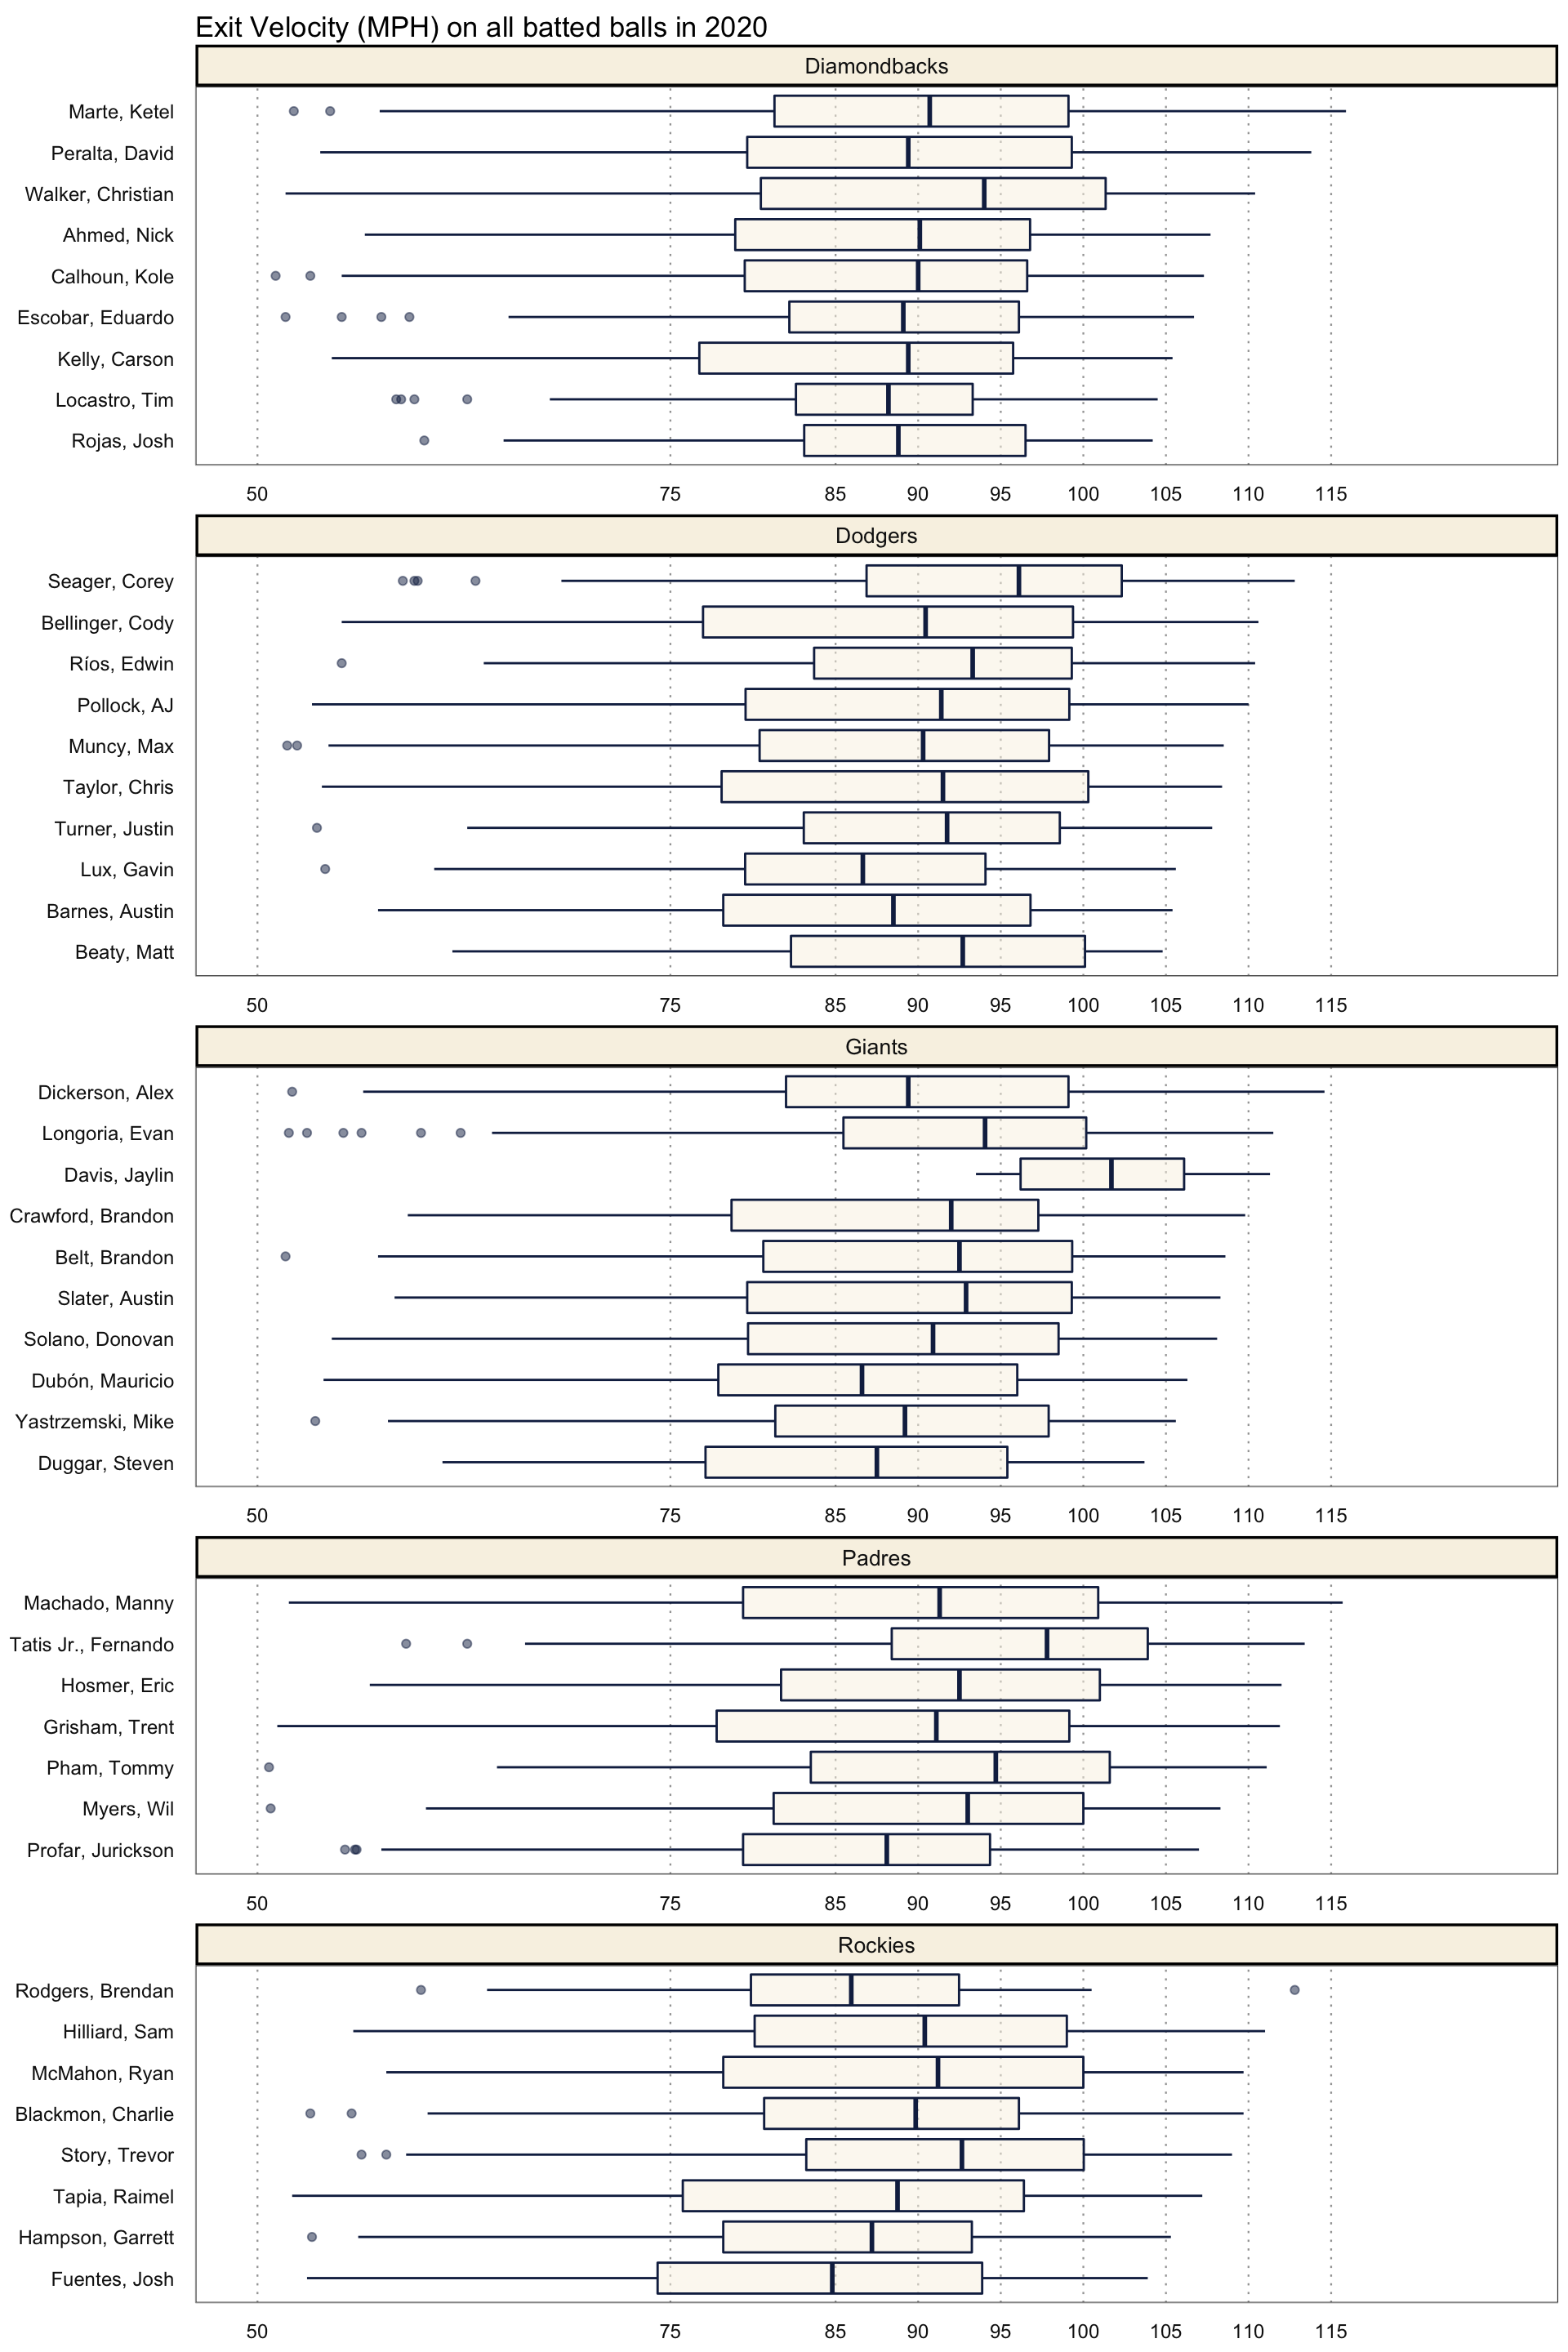 Exit Velocity (MPH) on all batted balls in 2020
Diamondbacks
Marte, Ketel
Peralta, David
Walker, Christian
Ahmed, Nick
Calhoun, Kole
Escobar, Eduardo
Kelly, Carson
Locastro, Tim
Rojas, Josh
50 75 85 90 95 100 105 110 115
Dodgers
Seager, Corey
Bellinger, Cody
Ríos, Edwin
Pollock, AJ
Muncy, Max
Taylor, Chris
Turner, Justin
Lux, Gavin
Barnes, Austin
Beaty, Matt
50 75 85 90 95 100 105 110 115
Giants
Dickerson, Alex
Longoria, Evan
Davis, Jaylin
Crawford, Brandon
Belt, Brandon
Slater, Austin
Solano, Donovan
Dubón, Mauricio
Yastrzemski, Mike
Duggar, Steven
50 75 85 90 95 100 105 110 115
Padres
Machado, Manny
Tatis Jr., Fernando
Hosmer, Eric
Grisham, Trent
Pham, Tommy
Myers, Wil
Profar, Jurickson
50 75 85 90 95 100 105 110 115
Rockies
Rodgers, Brendan
Hilliard, Sam
McMahon, Ryan
Blackmon, Charlie
Story, Trevor
Tapia, Raimel
Hampson, Garrett
Fuentes, Josh
50 75 85 90 95 100 105 110 115